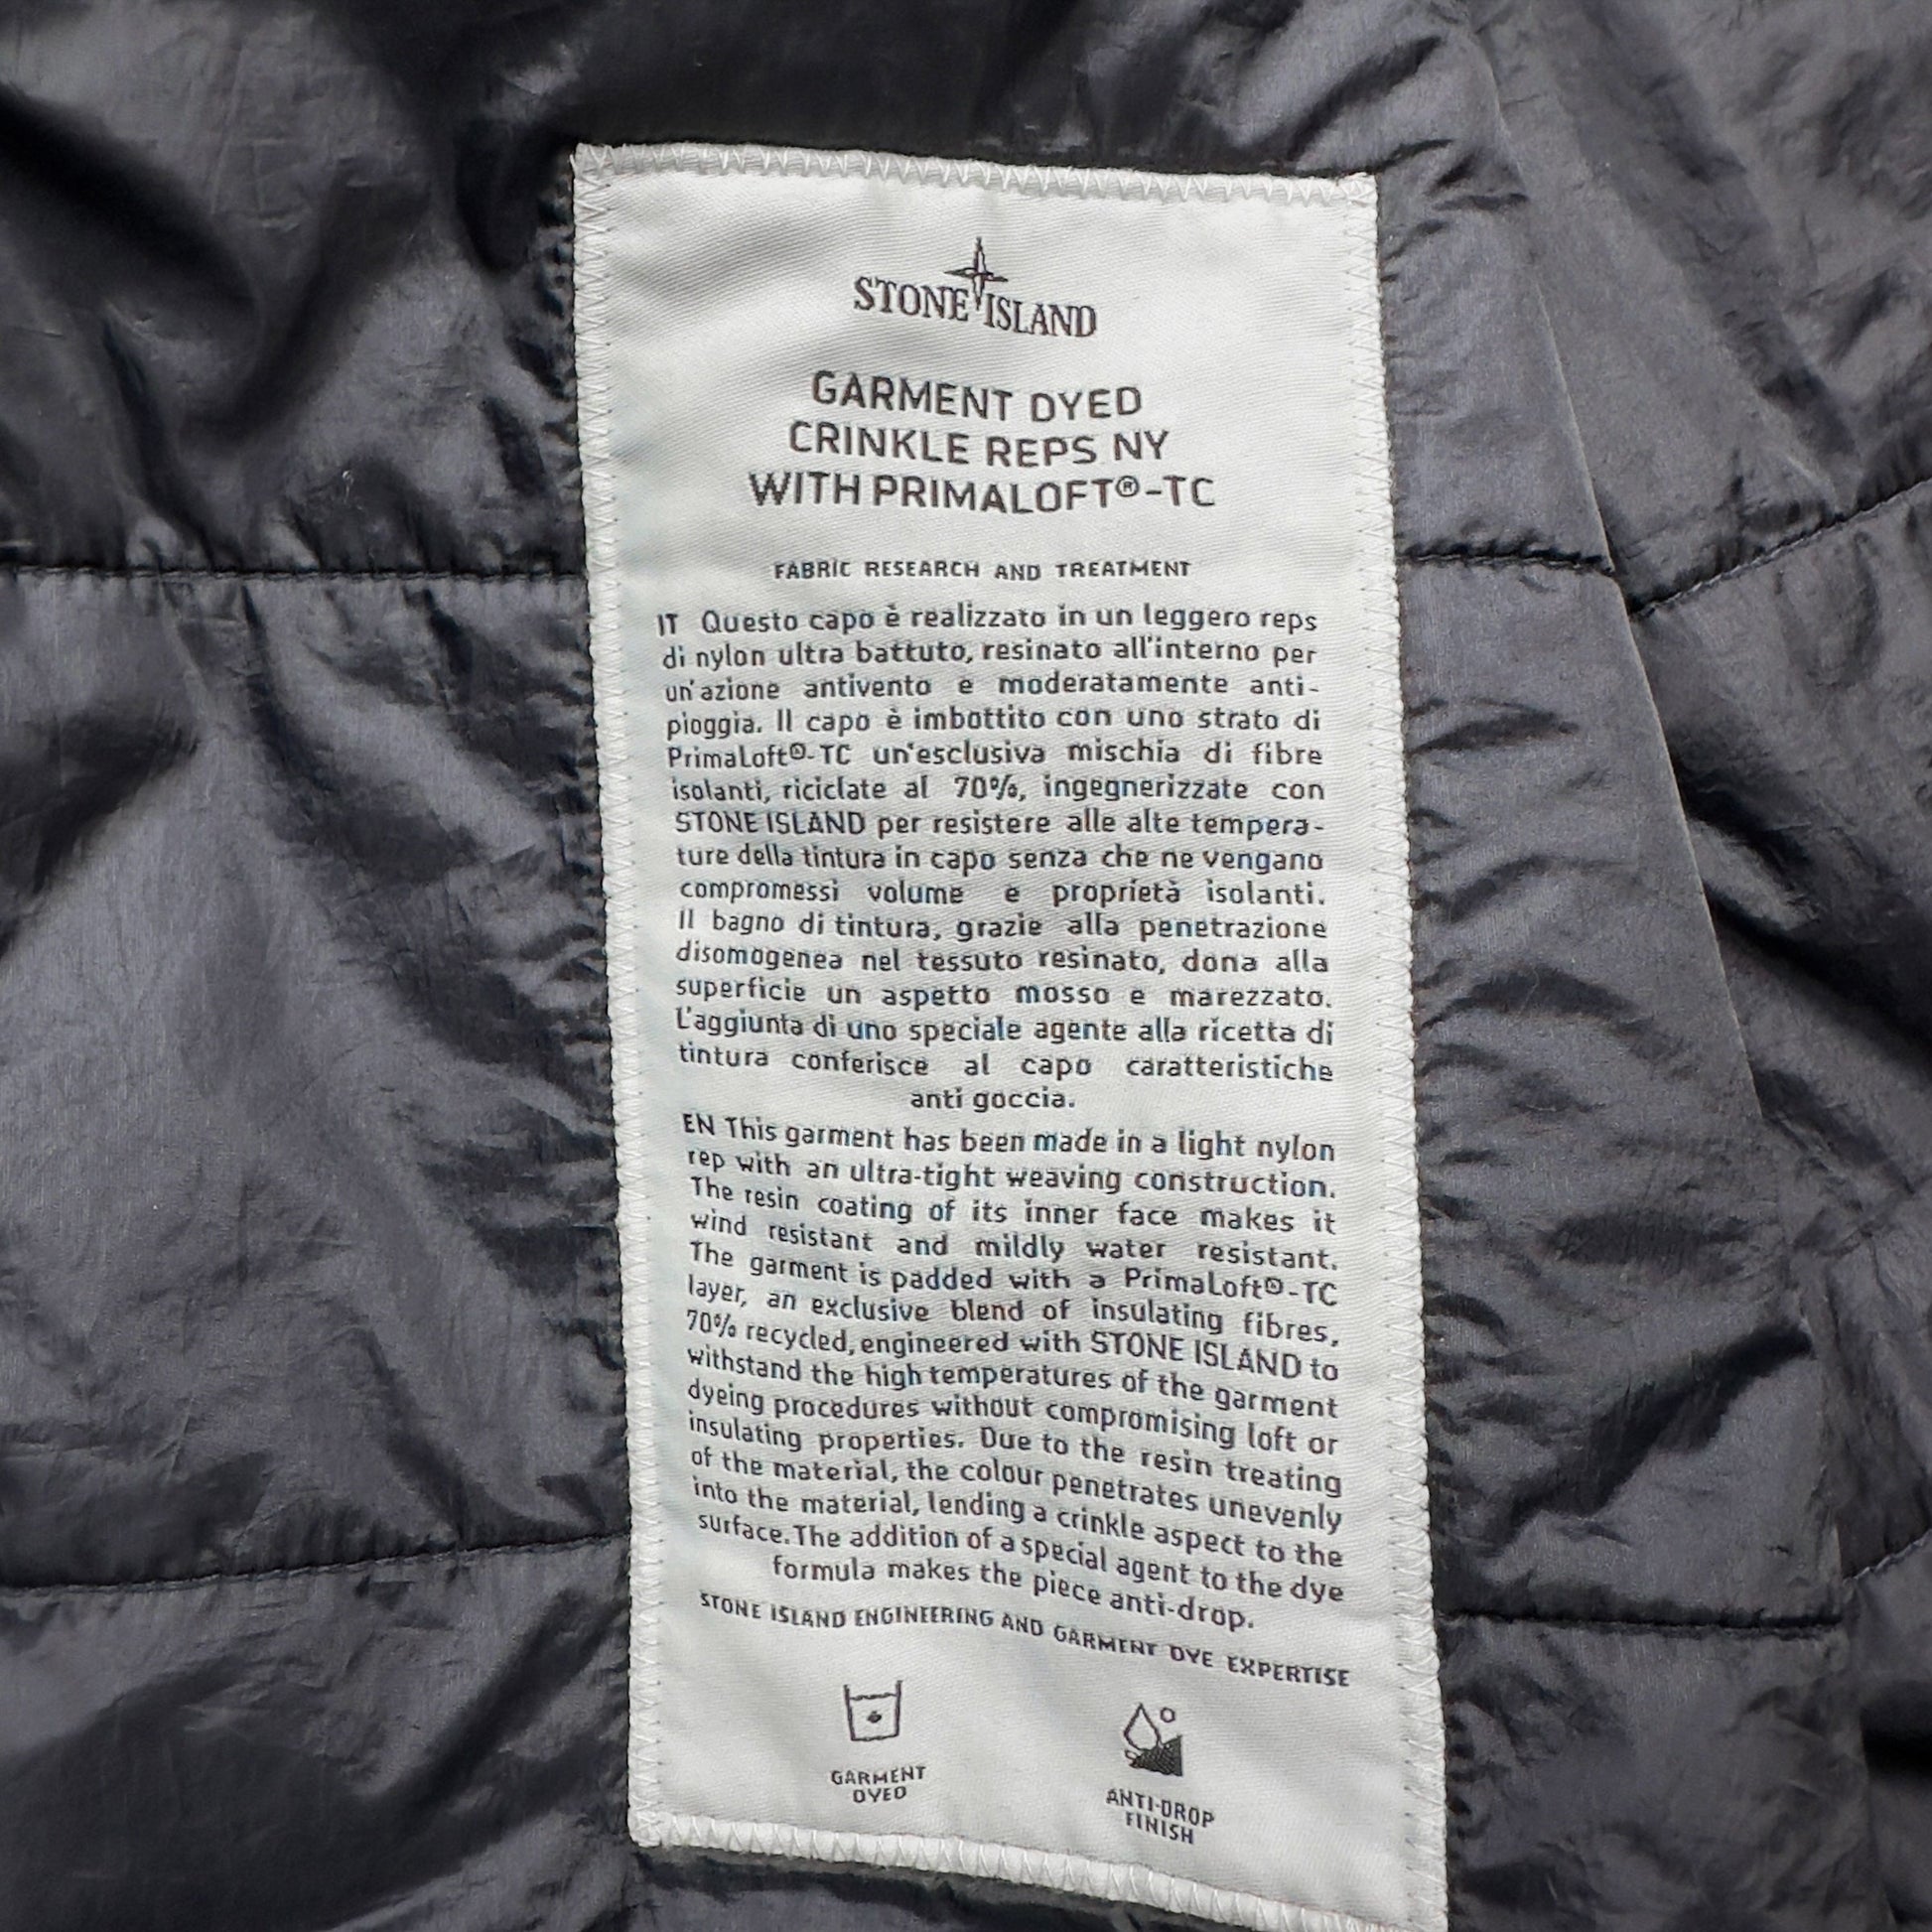 STONE ISLAND
GARMENT DYED
CRINKLE REPS NY
WITH PRIMALOFT®-TC
FABRIC RESEARCH AND TREATMENT
IT Questo capo è realizzato in un leggero reps
di nylon ultra battuto, resinato all'interno per
un'azione antivento e moderatamente anti-
pioggia. Il capo è imbottito con uno strato di
PrimaLoft®-TC un'esclusiva mischia di fibre
isolanti, riciclate al 70%, ingegnerizzate con
STONE ISLAND per resistere alle alte tempera-
ture della tintura in capo senza che ne vengano
compromessi volume e proprietà isolanti.
Il bagno di tintura, grazie alla penetrazione
disomogenea nel tessuto resinato, dona alla
superficie un aspetto mosso e marezzato.
L'aggiunta di uno speciale agente alla ricetta di
tintura conferisce al capo caratteristiche
anti goccia.
EN This garment has been made in a light nylon
rep with an ultra-tight weaving construction.
The resin coating of its inner face makes it
wind resistant and mildly water resistant.
The garment is padded with a PrimaLoft®-TC
layer, an exclusive blend of insulating fibres,
70% recycled, engineered with STONE ISLAND to
withstand the high temperatures of the garment
dyeing procedures without compromising loft or
insulating properties. Due to the resin treating
of the material, the colour penetrates unevenly
into the material, lending a crinkle aspect to the
surface. The addition of a special agent to the dye
formula makes the piece anti-drop.
STONE ISLAND ENGINEERING AND GARMENT DYE EXPERTISE
GARMENT
DYED
ANTI-DROP
FINISH